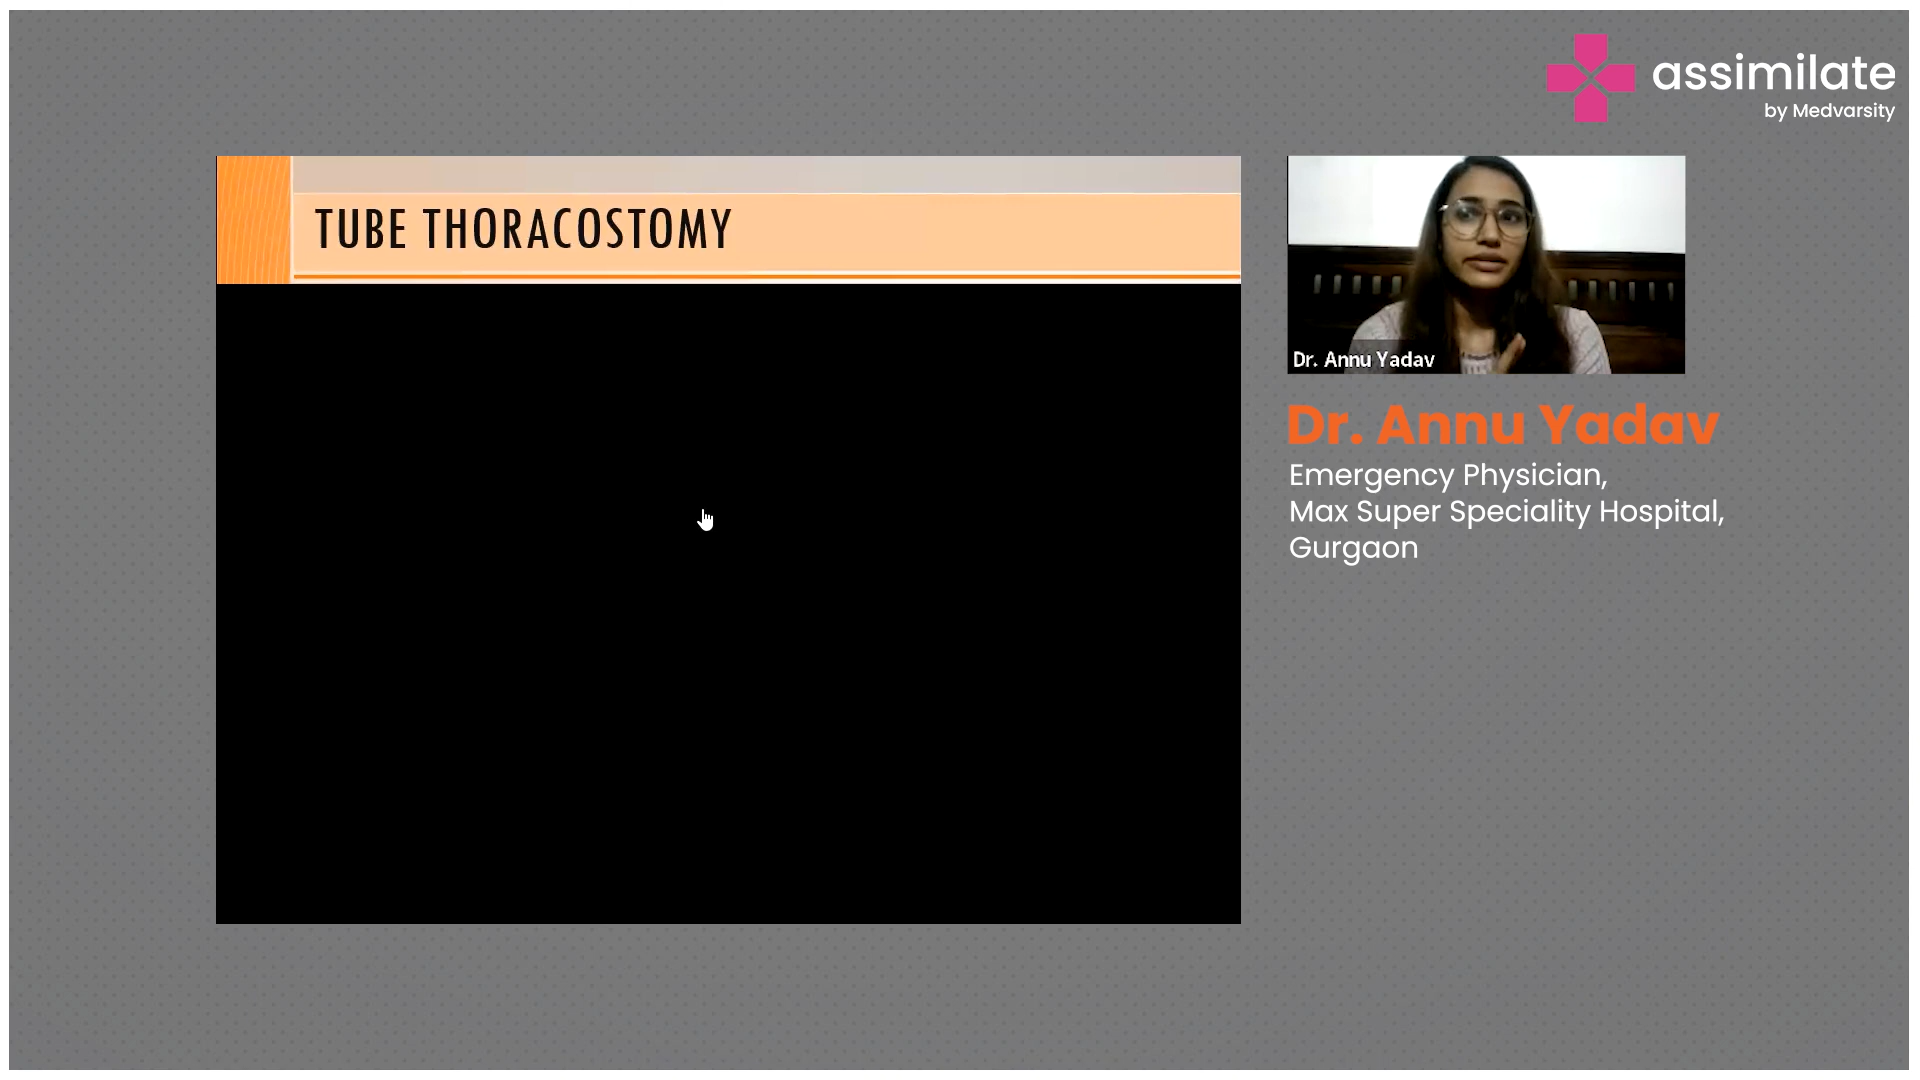 assimilate
by Medvarsity
TUBE THORACOSTOMY
Dr. Annu Yadav
Dr. Annu Yadav
Emergency Physician,
Max Super Speciality Hospital,
Gurgaon